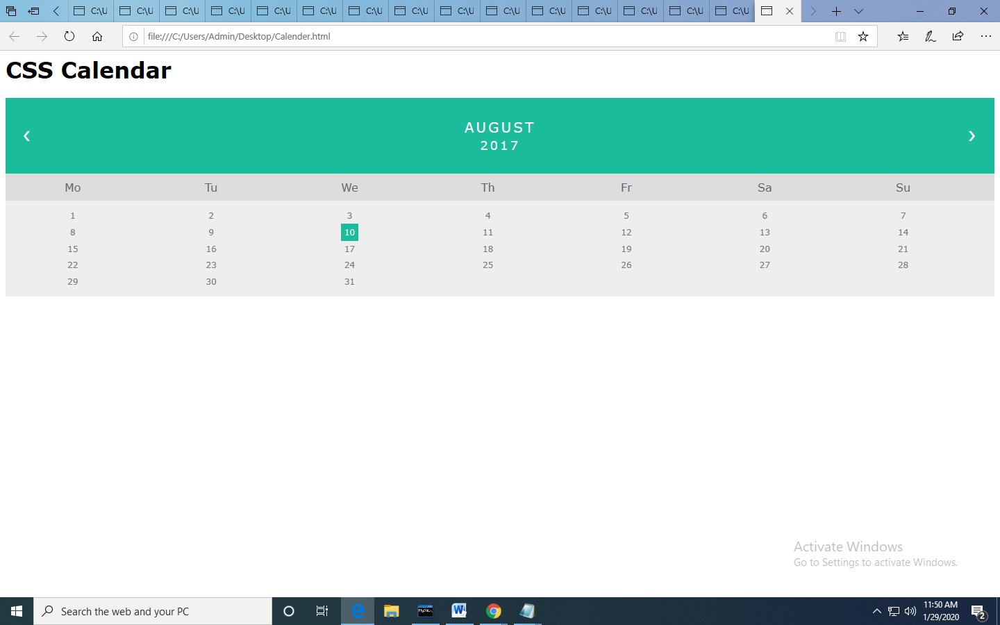 C:\U C:\U C:\U C:\U C:\U C:\U C:\U C:\U C:\U C:\U C:\U C:\U C:\U C:\U C:\U
file:///C:/Users/Admin/Desktop/Calender.html
CSS Calendar
❮ AUGUST ❯
2017
Mo Tu We Th Fr Sa Su
1 2 3 4 5 6 7
8 9 10 11 12 13 14
15 16 17 18 19 20 21
22 23 24 25 26 27 28
29 30 31
Activate Windows
Go to Settings to activate Windows.
Search the web and your PC
MySQL
W
11:50 AM
1/29/2020
2